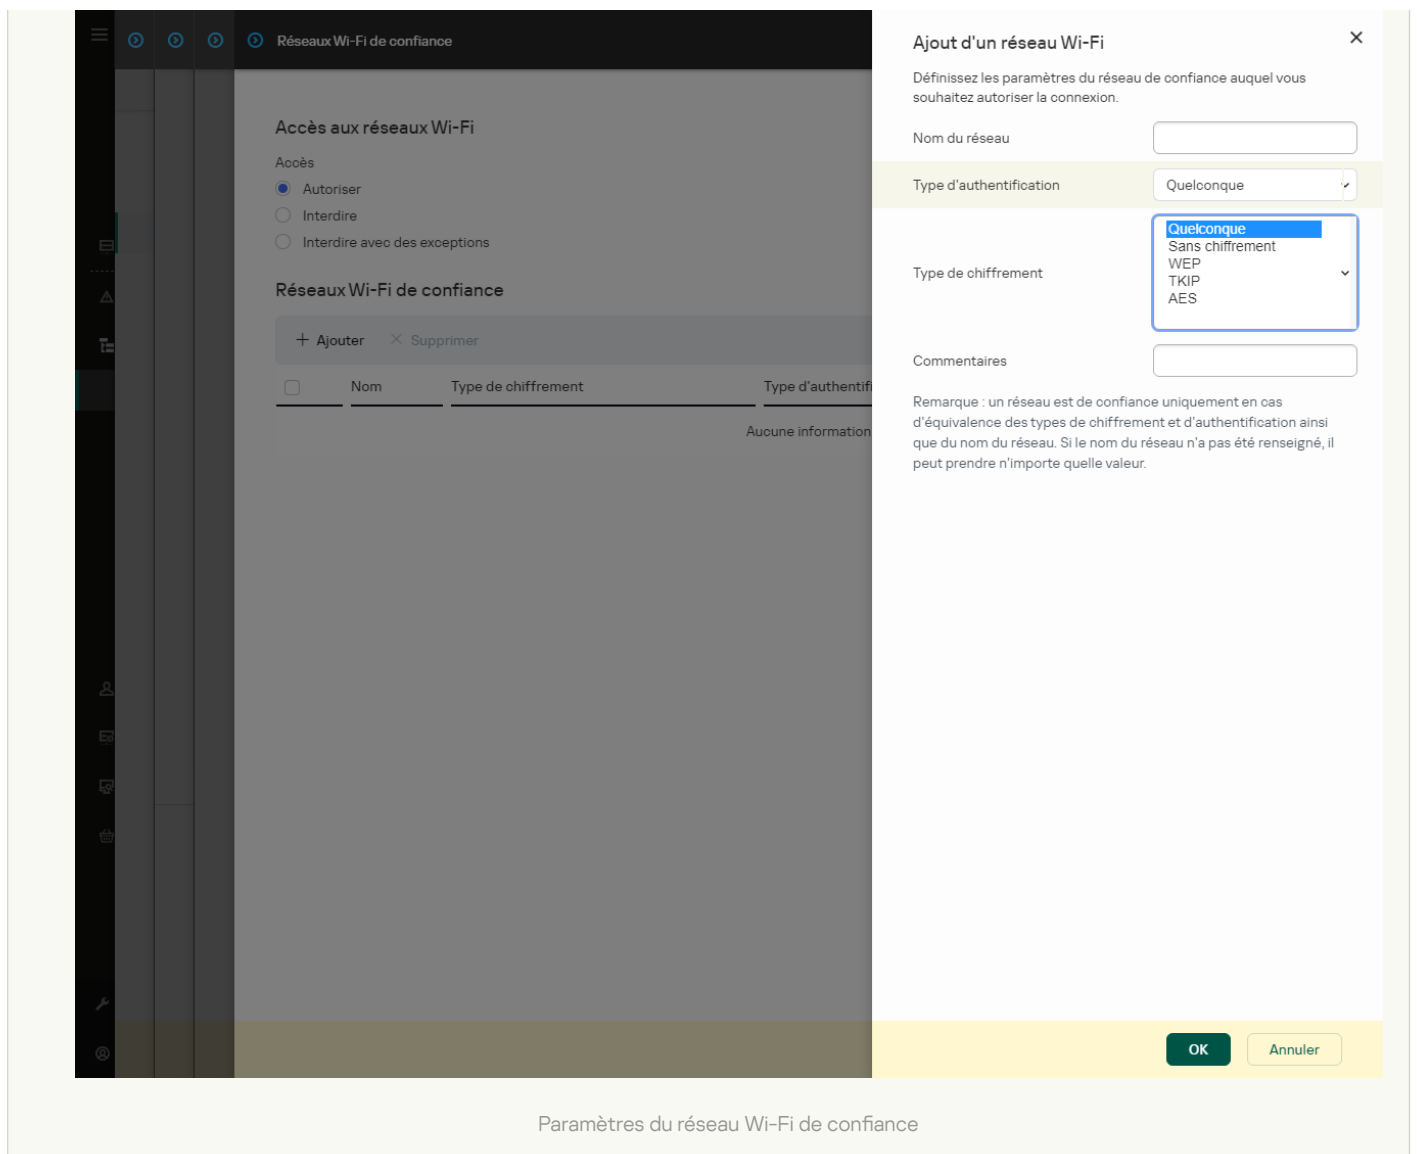 Réseaux Wi-Fi de confiance
Accès aux réseaux Wi-Fi
Accès
Autoriser
Interdire
Interdire avec des exceptions
Réseaux Wi-Fi de confiance
Ajouter Supprimer
Nom Type de chiffrement Type d'authentifi
Aucune information
Ajout d'un réseau Wi-Fi
Définissez les paramètres du réseau de confiance auquel vous
souhaitez autoriser la connexion.
Nom du réseau
Type d'authentification Quelconque
Type de chiffrement
Quelconque
Sans chiffrement
WEP
TKIP
AES
Commentaires
Remarque : un réseau est de confiance uniquement en cas
d'équivalence des types de chiffrement et d'authentification ainsi
que du nom du réseau. Si le nom du réseau n'a pas été renseigné, il
peut prendre n'importe quelle valeur.
OK Annuler
Paramètres du réseau Wi-Fi de confiance